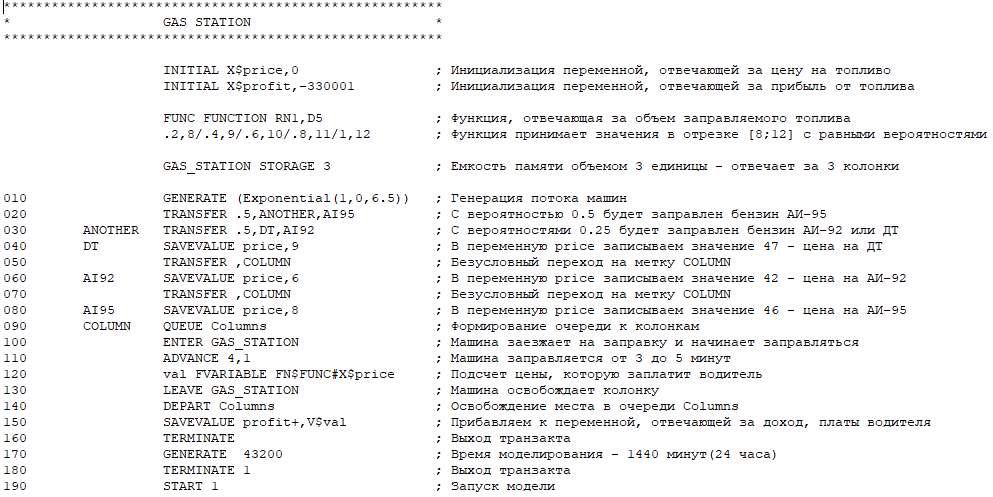 *******************************************************
* GAS STATION *
*******************************************************
INITIAL X$price,0 ; Инициализация переменной, отвечающей за цену на топливо
INITIAL X$profit,-330001 ; Инициализация переменной, отвечающей за прибыль от топлива
FUNC FUNCTION RN1,D5 ; Функция, отвечающая за объем заправляемого топлива
.2,8/.4,9/.6,10/.8,11/1,12 ; Функция принимает значения в отрезке [8;12] с равными вероятностями
GAS_STATION STORAGE 3 ; Емкость памяти объемом 3 единицы - отвечает за 3 колонки
010 GENERATE (Exponential(1,0,6.5)) ; Генерация потока машин
020 TRANSFER .5,ANOTHER,AI95 ; С вероятностью 0.5 будет заправлен бензин АИ-95
030 ANOTHER TRANSFER .5,DT,AI92 ; С вероятностями 0.25 будет заправлен бензин АИ-92 или ДТ
040 DT SAVEVALUE price,9 ; В переменную price записываем значение 47 - цена на ДТ
050 TRANSFER ,COLUMN ; Безусловный переход на метку COLUMN
060 AI92 SAVEVALUE price,6 ; В переменную price записываем значение 42 - цена на АИ-92
070 TRANSFER ,COLUMN ; Безусловный переход на метку COLUMN
080 AI95 SAVEVALUE price,8 ; В переменную price записываем значение 46 - цена на АИ-95
090 COLUMN QUEUE Columns ; Формирование очереди к колонкам
100 ENTER GAS_STATION ; Машина заезжает на заправку и начинает заправляться
110 ADVANCE 4,1 ; Машина заправляется от 3 до 5 минут
120 val FVARIABLE FN$FUNC#X$price ; Подсчет цены, которую заплатит водитель
130 LEAVE GAS_STATION ; Машина освобождает колонку
140 DEPART Columns ; Освобождение места в очереди Columns
150 SAVEVALUE profit+,V$val ; Прибавляем к переменной, отвечающей за доход, платы водителя
160 TERMINATE ; Выход транзакта
170 GENERATE 43200 ; Время моделирования - 1440 минут(24 часа)
180 TERMINATE 1 ; Выход транзакта
190 START 1 ; Запуск модели